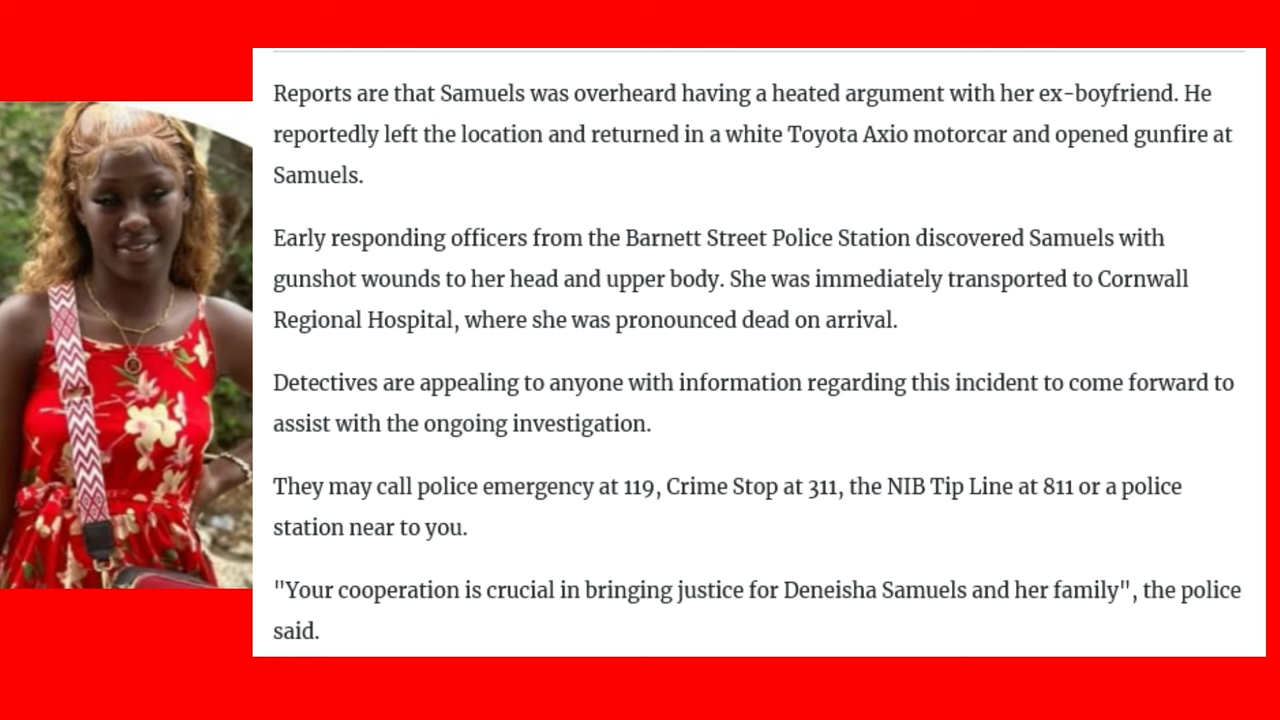 Reports are that Samuels was overheard having a heated argument with her ex-boyfriend. He
reportedly left the location and returned in a white Toyota Axio motorcar and opened gunfire at
Samuels.
Early responding officers from the Barnett Street Police Station discovered Samuels with
gunshot wounds to her head and upper body. She was immediately transported to Cornwall
Regional Hospital, where she was pronounced dead on arrival.
Detectives are appealing to anyone with information regarding this incident to come forward to
assist with the ongoing investigation.
They may call police emergency at 119, Crime Stop at 311, the NIB Tip Line at 811 or a police
station near to you.
"Your cooperation is crucial in bringing justice for Deneisha Samuels and her family", the police
said.